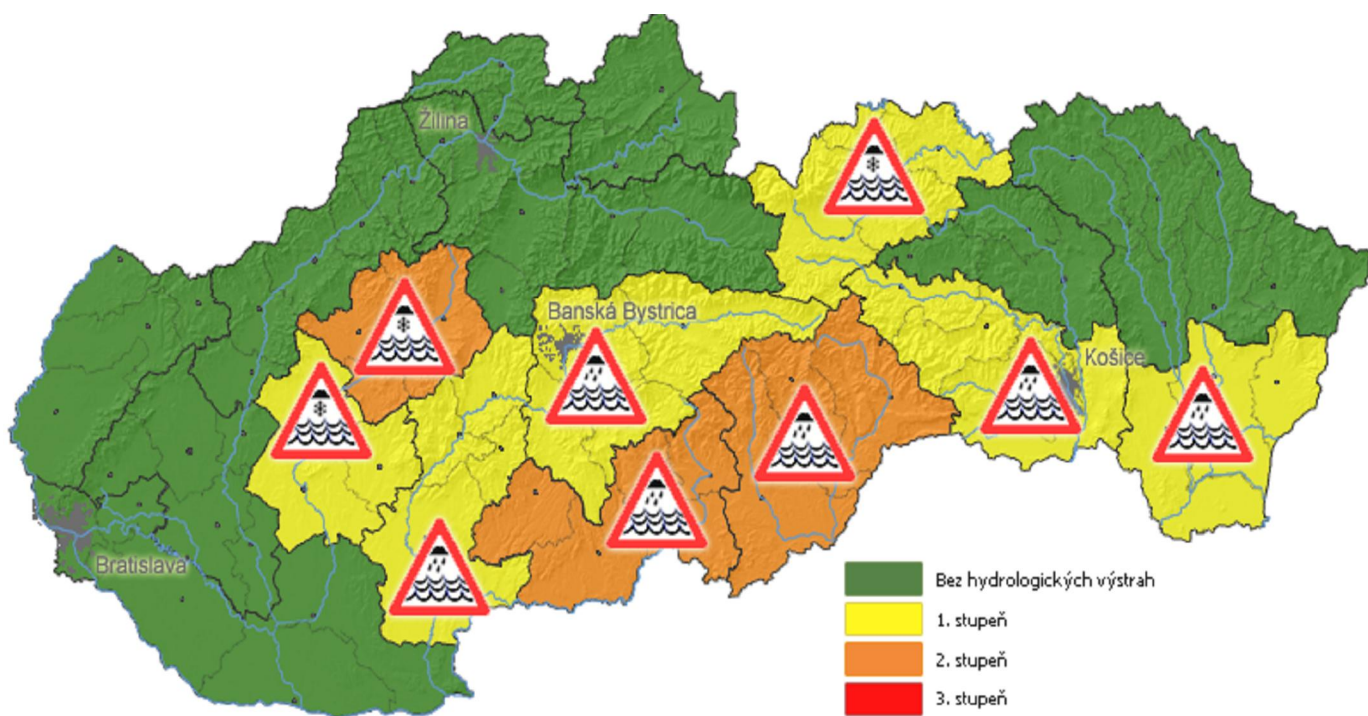 Žilina
Banská Bystrica
Košice
Bratislava
Bez hydrologických výstrah
1. stupeň
2. stupeň
3. stupeň